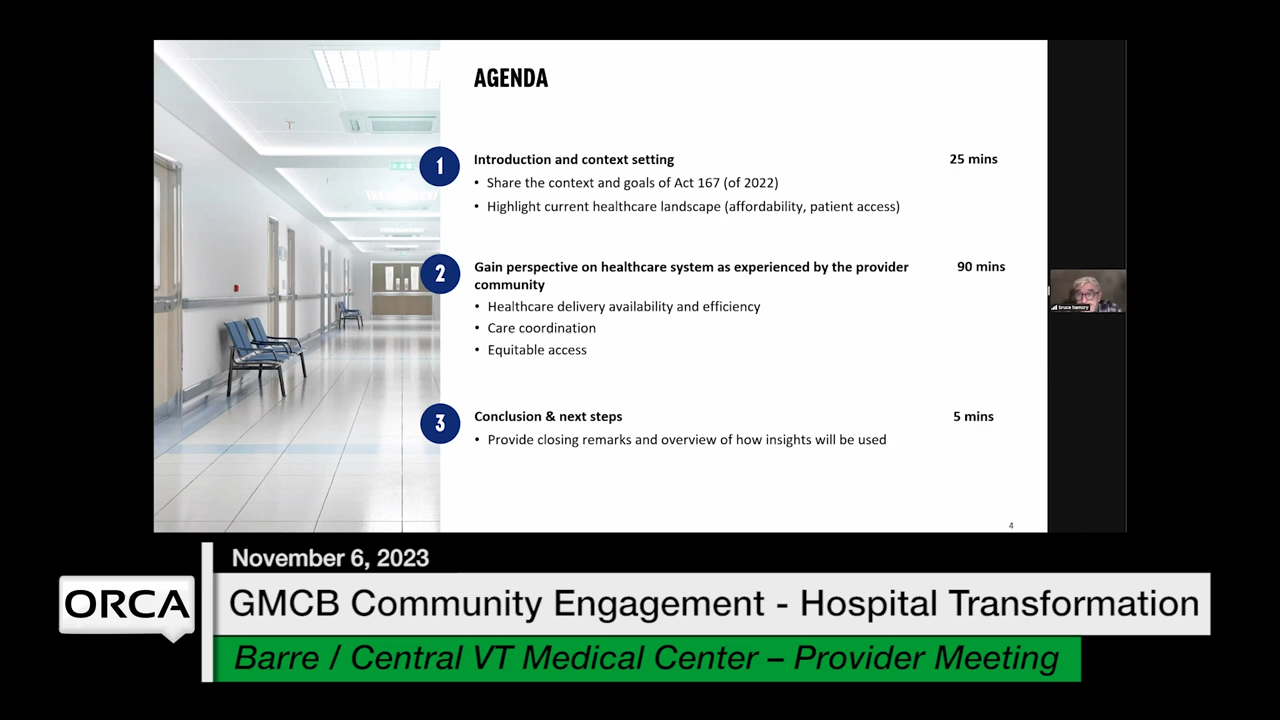 AGENDA
1
Introduction and context setting 25 mins
• Share the context and goals of Act 167 (of 2022)
• Highlight current healthcare landscape (affordability, patient access)
2
Gain perspective on healthcare system as experienced by the provider 90 mins
community
• Healthcare delivery availability and efficiency
• Care coordination
• Equitable access
3
Conclusion & next steps 5 mins
• Provide closing remarks and overview of how insights will be used
4
bruce hamory
November 6, 2023
ORCA
GMCB Community Engagement - Hospital Transformation
Barre / Central VT Medical Center – Provider Meeting